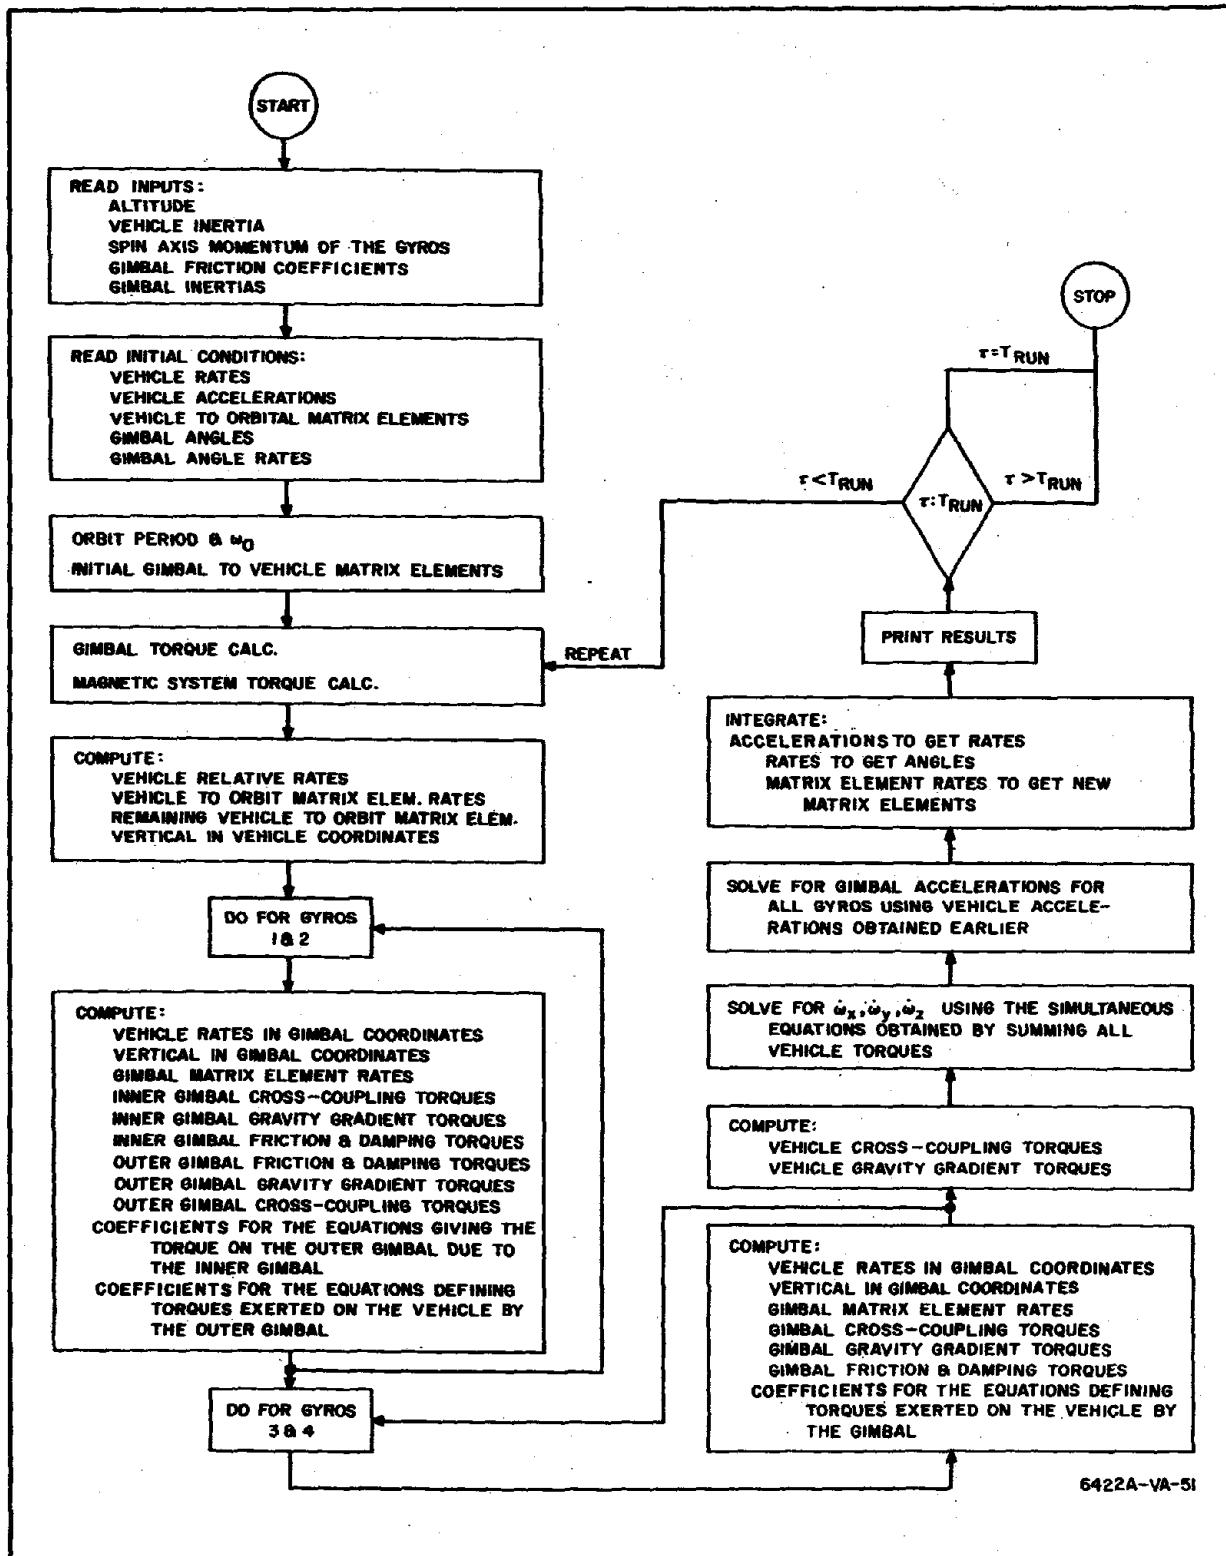 START
READ INPUTS:
ALTITUDE
VEHICLE INERTIA
SPIN AXIS MOMENTUM OF THE GYROS
GIMBAL FRICTION COEFFICIENTS
GIMBAL INERTIAS
READ INITIAL CONDITIONS:
VEHICLE RATES
VEHICLE ACCELERATIONS
VEHICLE TO ORBITAL MATRIX ELEMENTS
GIMBAL ANGLES
GIMBAL ANGLE RATES
ORBIT PERIOD & ω₀
INITIAL GIMBAL TO VEHICLE MATRIX ELEMENTS
GIMBAL TORQUE CALC.
MAGNETIC SYSTEM TORQUE CALC.
REPEAT
COMPUTE:
VEHICLE RELATIVE RATES
VEHICLE TO ORBIT MATRIX ELEM. RATES
REMAINING VEHICLE TO ORBIT MATRIX ELEM.
VERTICAL IN VEHICLE COORDINATES
DO FOR GYROS
1 & 2
COMPUTE:
VEHICLE RATES IN GIMBAL COORDINATES
VERTICAL IN GIMBAL COORDINATES
GIMBAL MATRIX ELEMENT RATES
INNER GIMBAL CROSS-COUPLING TORQUES
INNER GIMBAL GRAVITY GRADIENT TORQUES
INNER GIMBAL FRICTION & DAMPING TORQUES
OUTER GIMBAL FRICTION & DAMPING TORQUES
OUTER GIMBAL GRAVITY GRADIENT TORQUES
OUTER GIMBAL CROSS-COUPLING TORQUES
COEFFICIENTS FOR THE EQUATIONS GIVING THE
TORQUE ON THE OUTER GIMBAL DUE TO
THE INNER GIMBAL
COEFFICIENTS FOR THE EQUATIONS DEFINING
TORQUES EXERTED ON THE VEHICLE BY
THE OUTER GIMBAL
DO FOR GYROS
3 & 4
COMPUTE:
VEHICLE RATES IN GIMBAL COORDINATES
VERTICAL IN GIMBAL COORDINATES
GIMBAL MATRIX ELEMENT RATES
GIMBAL CROSS-COUPLING TORQUES
GIMBAL GRAVITY GRADIENT TORQUES
GIMBAL FRICTION & DAMPING TORQUES
COEFFICIENTS FOR THE EQUATIONS DEFINING
TORQUES EXERTED ON THE VEHICLE BY
THE GIMBAL
COMPUTE:
VEHICLE CROSS-COUPLING TORQUES
VEHICLE GRAVITY GRADIENT TORQUES
SOLVE FOR ω̇x, ω̇y, ω̇z USING THE SIMULTANEOUS
EQUATIONS OBTAINED BY SUMMING ALL
VEHICLE TORQUES
SOLVE FOR GIMBAL ACCELERATIONS FOR
ALL GYROS USING VEHICLE ACCELE-
RATIONS OBTAINED EARLIER
INTEGRATE:
ACCELERATIONS TO GET RATES
RATES TO GET ANGLES
MATRIX ELEMENT RATES TO GET NEW
MATRIX ELEMENTS
PRINT RESULTS
τ:TRUN
τ<TRUN
τ>TRUN
τ=TRUN
STOP
6422A-VA-51